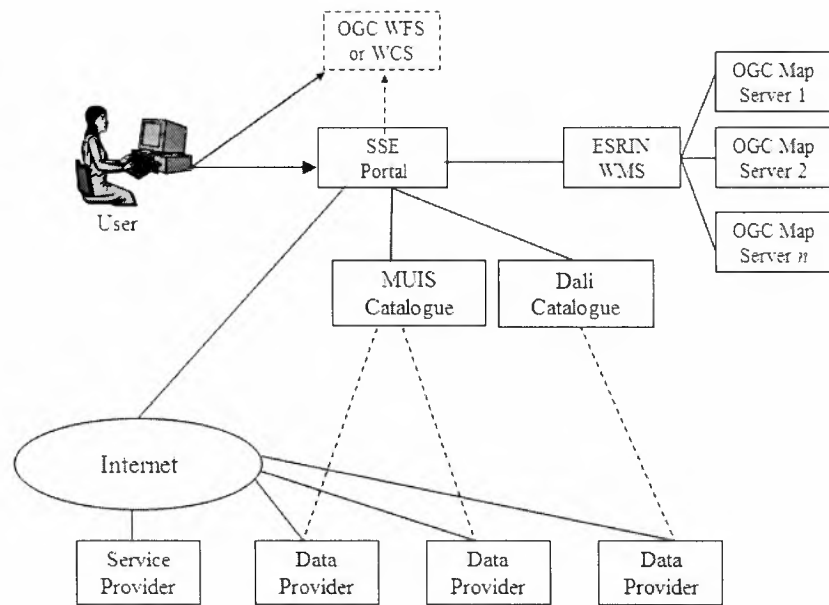 OGC WFS
or WCS
OGC Map
Server 1
SSE
Portal
ESRIN
WMS
OGC Map
Server 2
User
OGC Map
Server n
MUIS
Catalogue
Dali
Catalogue
Internet
Service
Provider
Data
Provider
Data
Provider
Data
Provider